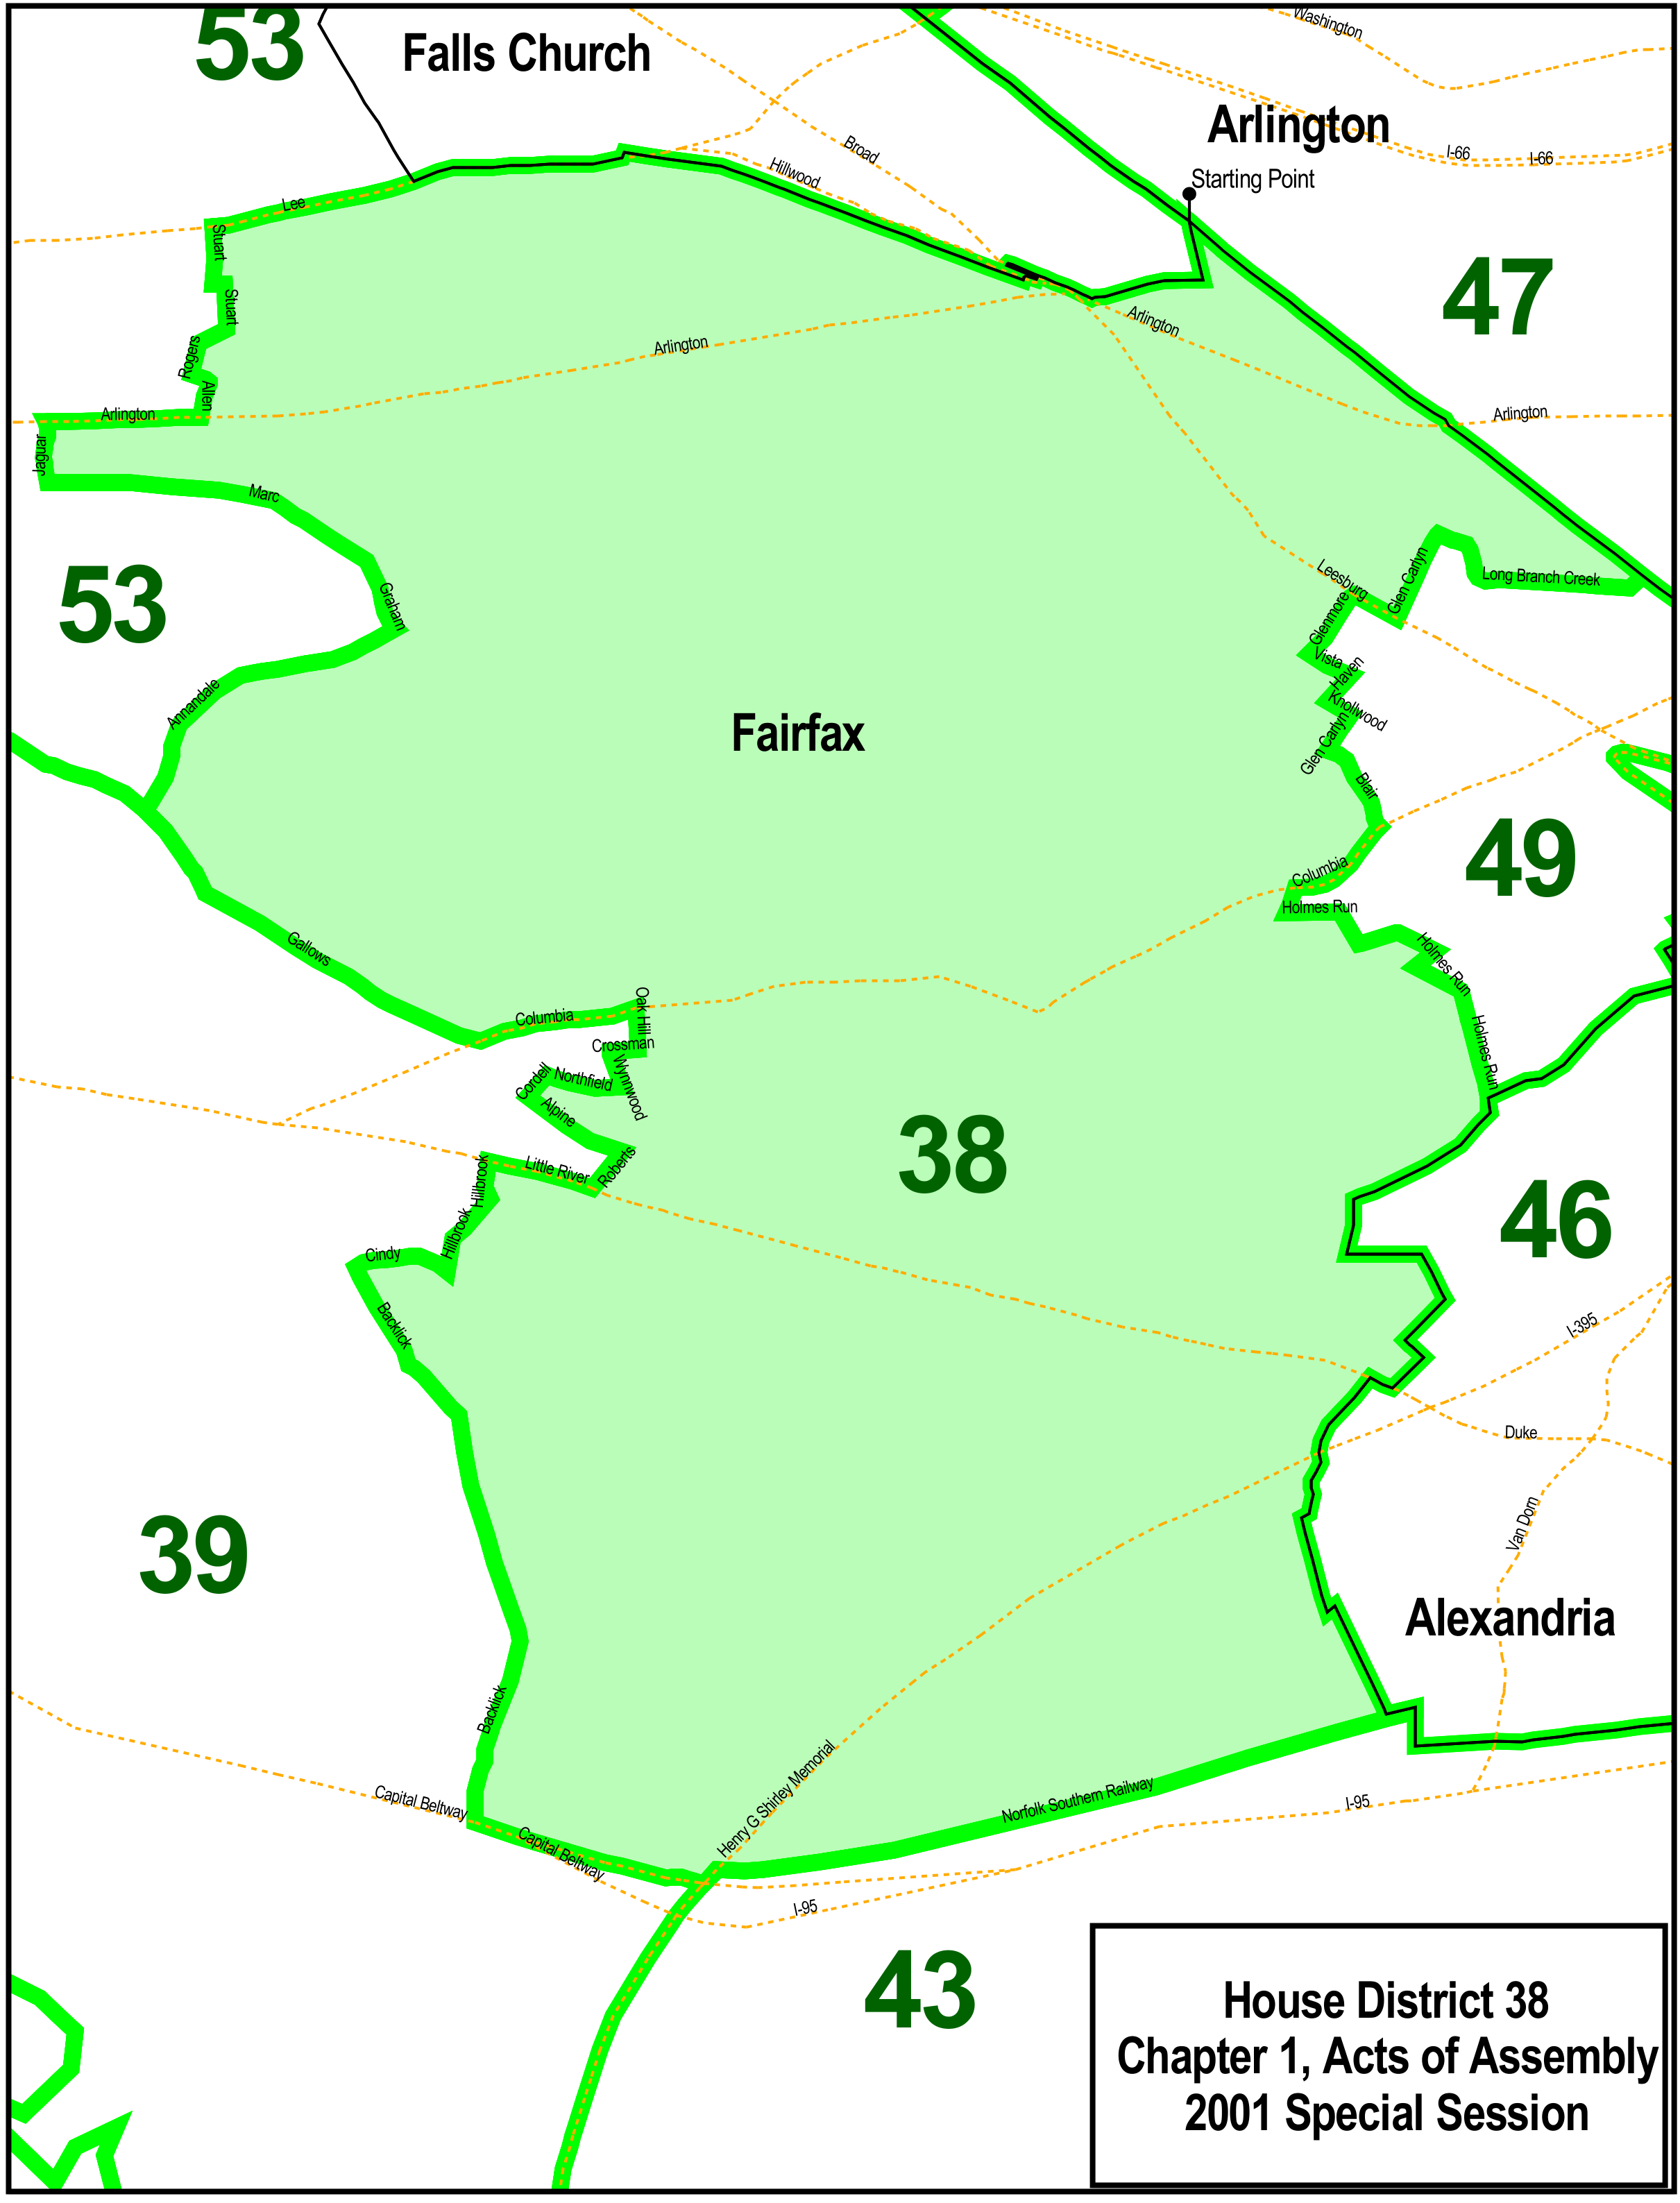 53
Falls Church
Washington
Arlington
Broad
Hillwood
I-66
I-66
Starting Point
Lee
Stuart
47
Stuart
Arlington
Rogers
Arlington
Allen
Arlington
Arlington
Jaguar
Marc
53
Graham
Leesburg
Glen Carlyn
Long Branch Creek
Glenmore
Vista
Haven
Annandale
Knollwood
Fairfax
Glen Carlyn
Blair
49
Columbia
Holmes Run
Gallows
Holmes Run
Columbia
Oak Hill
Crossman
Holmes Run
Cordell
Northfield
Wynnwood
Alpine
38
Little River
Roberts
Hillbrook
46
Hillbrook
Cindy
Backlick
I-395
Duke
39
Van Dorn
Alexandria
Backlick
Henry G Shirley Memorial
Capital Beltway
Norfolk Southern Railway
I-95
Capital Beltway
I-95
43
House District 38
Chapter 1, Acts of Assembly
2001 Special Session